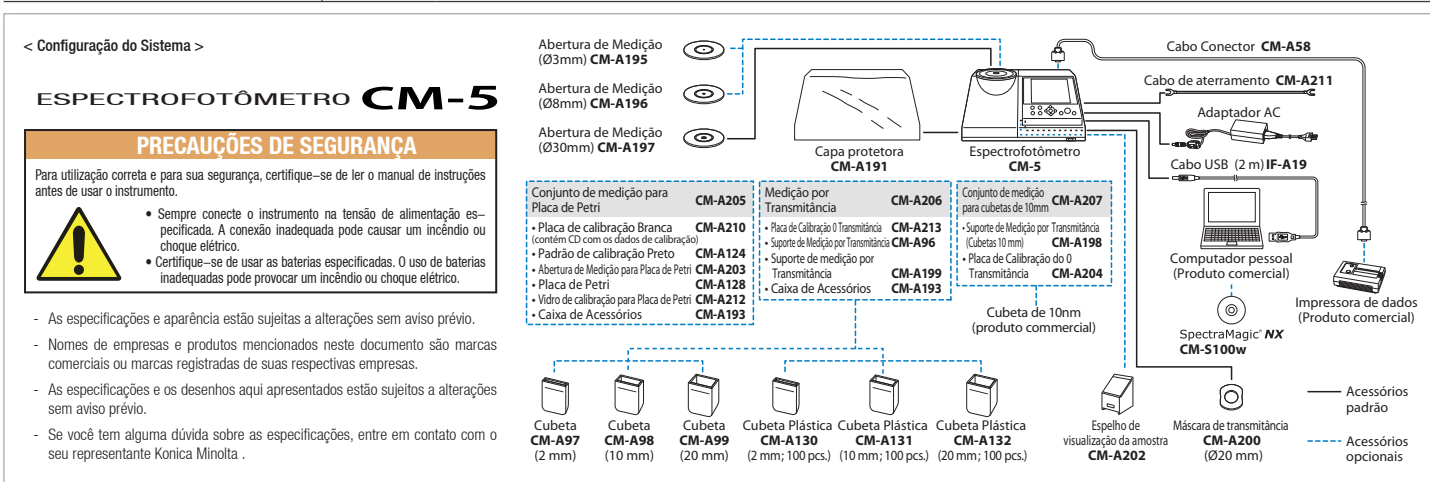 < Configuração do Sistema >
ESPECTROFOTÔMETRO CM-5
PRECAUÇÕES DE SEGURANÇA
Para utilização correta e para sua segurança, certifique–se de ler o manual de instruções
antes de usar o instrumento.
• Sempre conecte o instrumento na tensão de alimentação es–
pecificada. A conexão inadequada pode causar um incêndio ou
choque elétrico.
• Certifique–se de usar as baterias especificadas. O uso de baterias
inadequadas pode provocar um incêndio ou choque elétrico.
- As especificações e aparência estão sujeitas a alterações sem aviso prévio.
- Nomes de empresas e produtos mencionados neste documento são marcas
comerciais ou marcas registradas de suas respectivas empresas.
- As especificações e os desenhos aqui apresentados estão sujeitos a alterações
sem aviso prévio.
- Se você tem alguma dúvida sobre as especificações, entre em contato com o
seu representante Konica Minolta .
Abertura de Medição
(Ø3mm) CM-A195
Abertura de Medição
(Ø8mm) CM-A196
Abertura de Medição
(Ø30mm) CM-A197
Capa protetora
CM-A191
Espectrofotômetro
CM-5
Cabo Conector CM-A58
Cabo de aterramento CM-A211
Adaptador AC
Cabo USB (2 m) IF-A19
Computador pessoal
(Produto comercial)
SpectraMagic® NX
CM-S100w
Impressora de dados
(Produto comercial)
Conjunto de medição para
Placa de Petri CM-A205
• Placa de calibração Branca CM-A210
(contém CD com os dados de calibração)
• Padrão de calibração Preto CM-A124
• Abertura de Medição para Placa de Petri CM-A203
• Placa de Petri CM-A128
• Vidro de calibração para Placa de Petri CM-A212
• Caixa de Acessórios CM-A193
Medição por
Transmitância CM-A206
• Placa de Calibração 0 Transmitância CM-A213
• Suporte de Medição por Transmitância CM-A96
• Suporte de medição por
Transmitância CM-A199
• Caixa de Acessórios CM-A193
Conjunto de medição
para cubetas de 10mm CM-A207
• Suporte de Medição por Transmitância
(Cubetas 10 mm) CM-A198
• Placa de Calibração do 0
Transmitância CM-A204
Cubeta de 10nm
(produto commercial)
Cubeta
CM-A97
(2 mm)
Cubeta
CM-A98
(10 mm)
Cubeta
CM-A99
(20 mm)
Cubeta Plástica
CM-A130
(2 mm; 100 pcs.)
Cubeta Plástica
CM-A131
(10 mm; 100 pcs.)
Cubeta Plástica
CM-A132
(20 mm; 100 pcs.)
Espelho de
visualização da amostra
CM-A202
Máscara de transmitância
CM-A200
(Ø20 mm)
Acessórios
padrão
Acessórios
opcionais